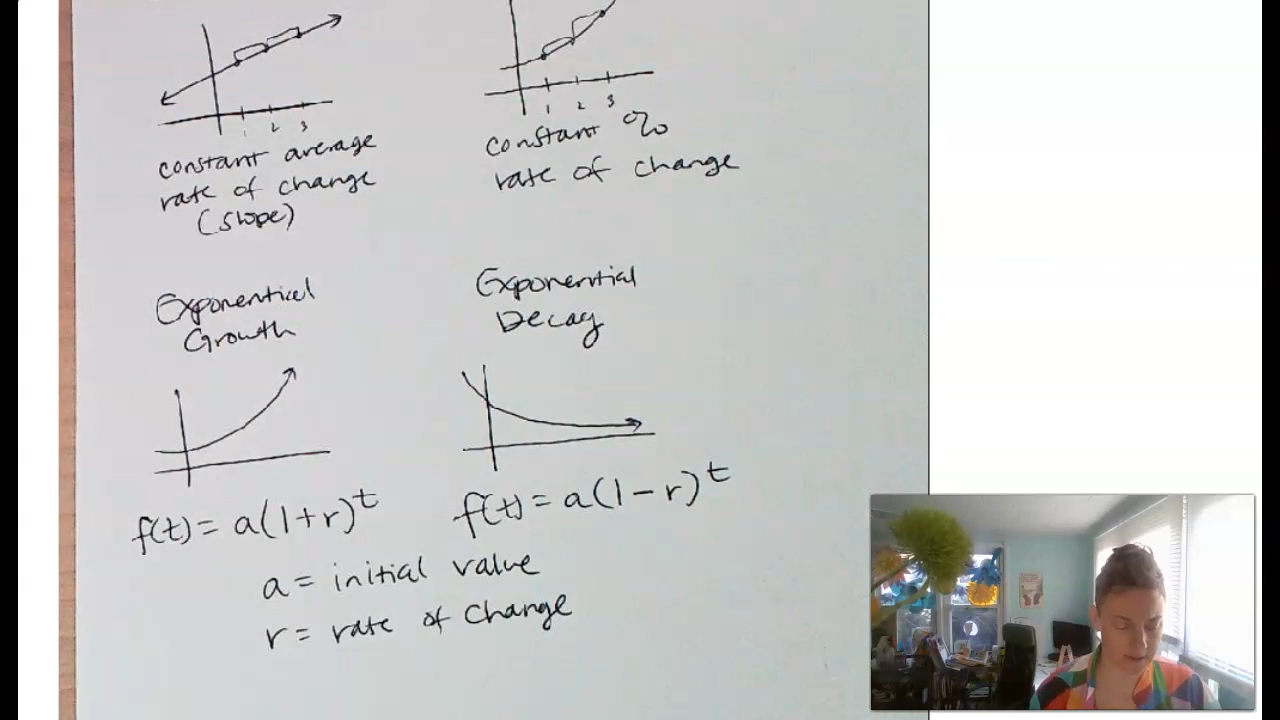 1 2 3
1 2 3
constant average
rate of change
(slope)
constant %
rate of change
Exponential
Growth
Exponential
Decay
f(t) = a(1+r)^t
f(t) = a(1-r)^t
a = initial value
r = rate of change